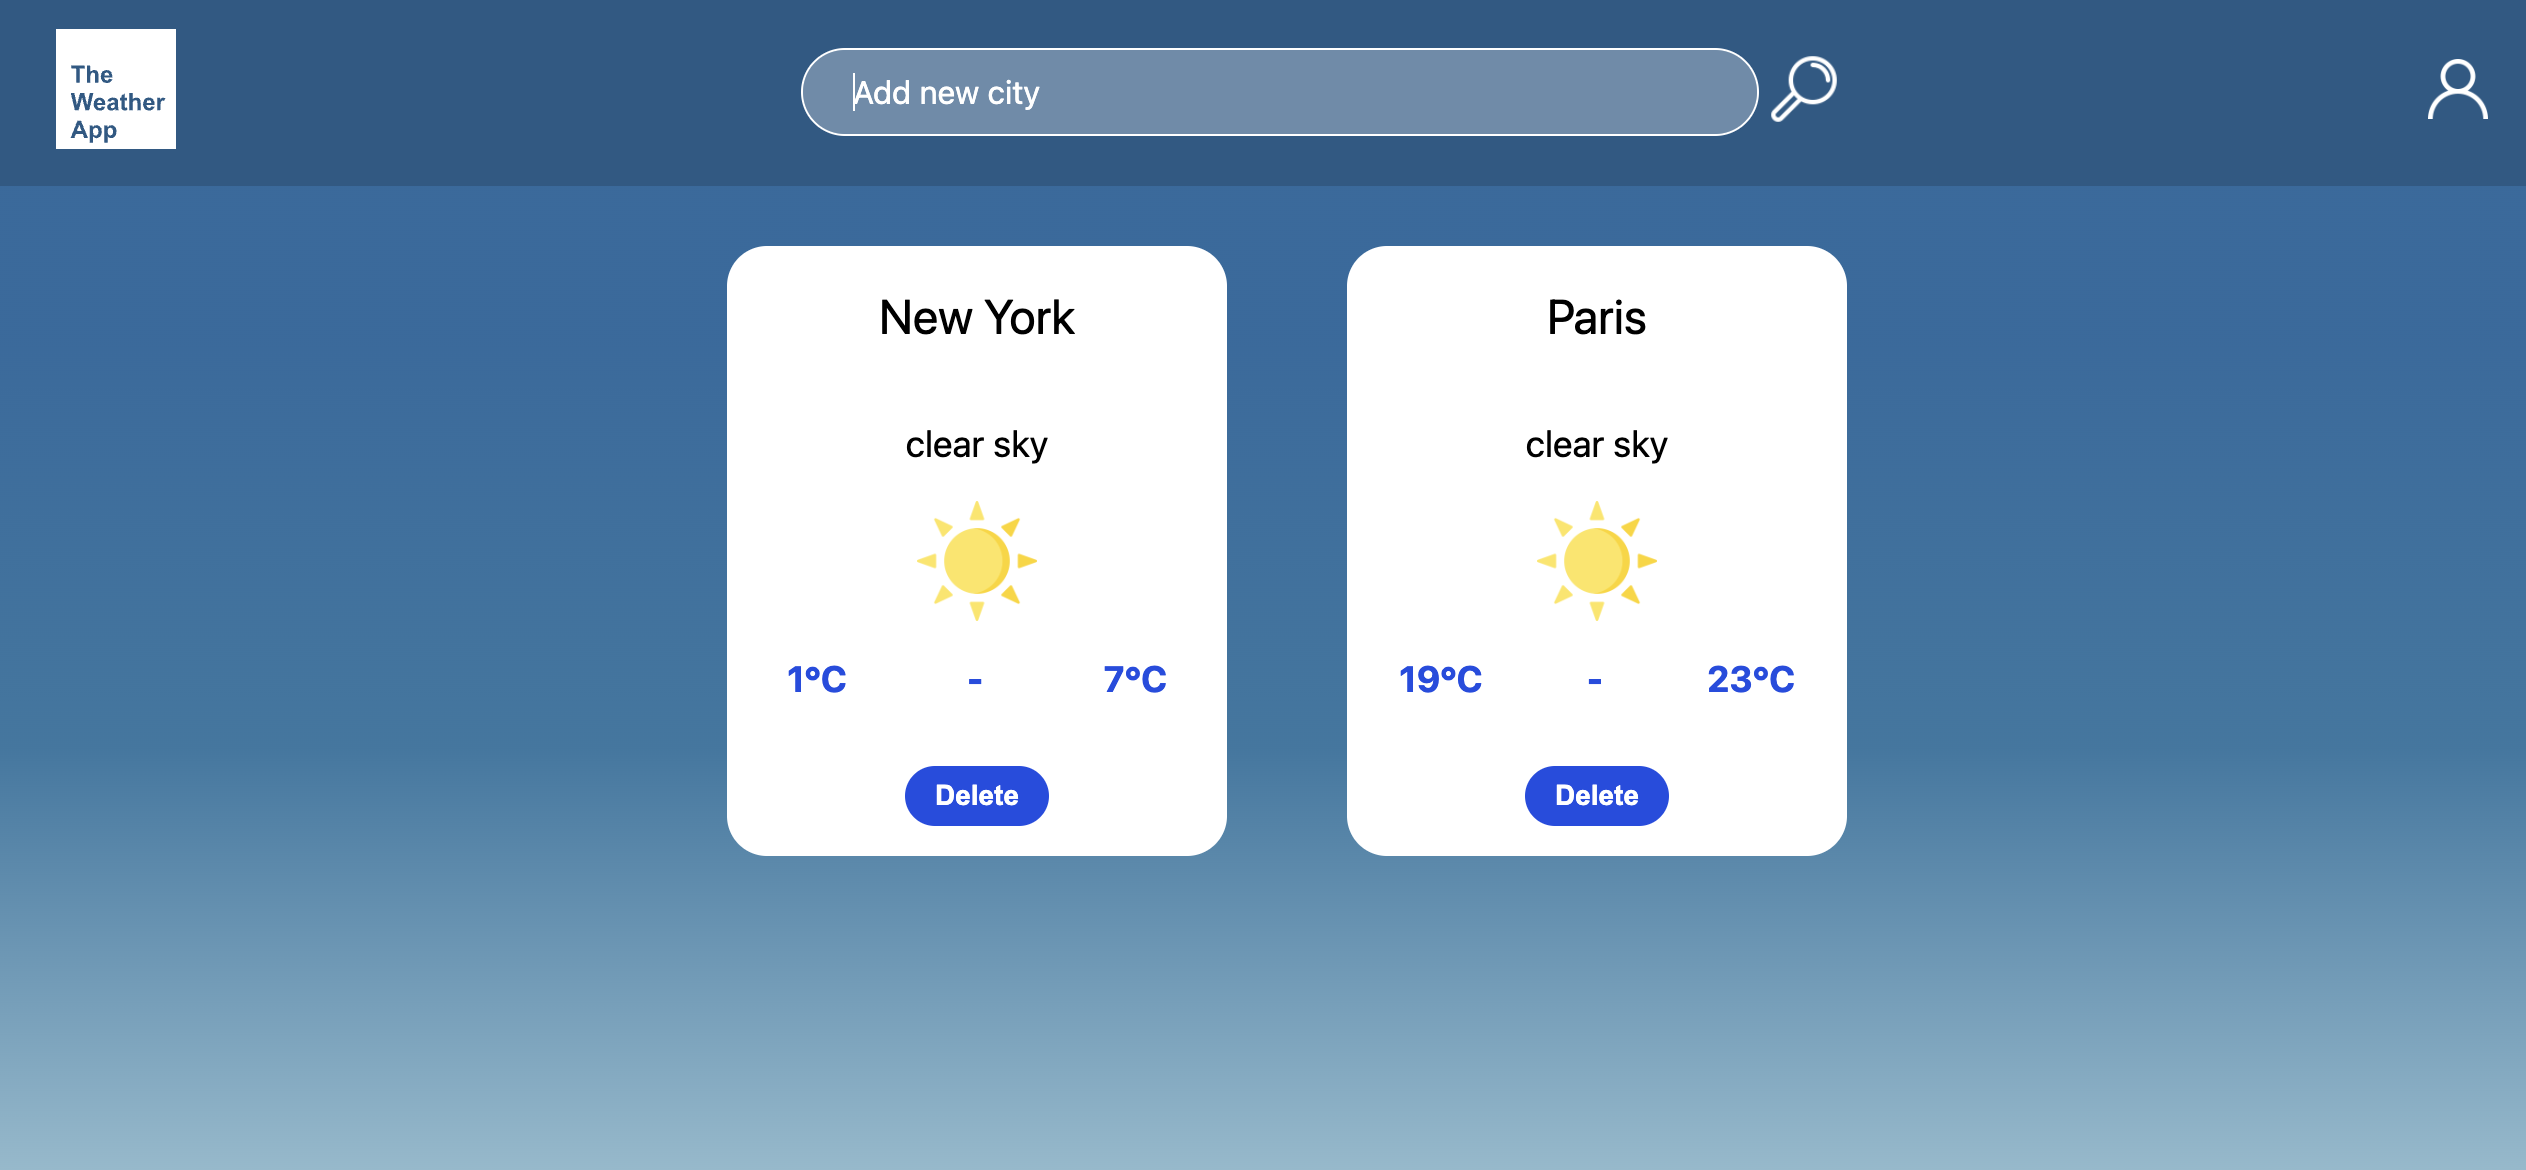 The
Weather
App
Add new city
New York
clear sky
1°C - 7°C
Delete
Paris
clear sky
19°C - 23°C
Delete